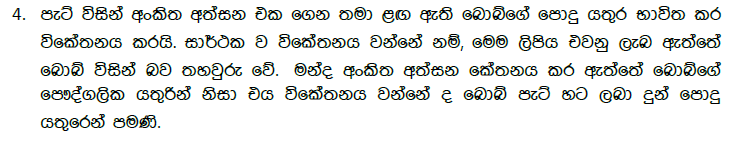 4. පැට් විසින් අංකිත අත්සන එක ගෙන තමා ළඟ ඇති බොබ්ගේ පොදු යතුර භාවිත කර
විකේතනය කරයි. සාර්ථක ව විකේතනය වන්නේ නම්, මෙම ලිපිය එවනු ලැබ ඇත්තේ
බොබ් විසින් බව තහවුරු වේ. මන්ද අංකිත අත්සන කේතනය කර ඇත්තේ බොබ්ගේ
පෞද්ගලික යතුරින් නිසා එය විකේතනය වන්නේ ද බොබ් පැට් හට ලබා දුන් පොදු
යතුරෙන් පමණි.